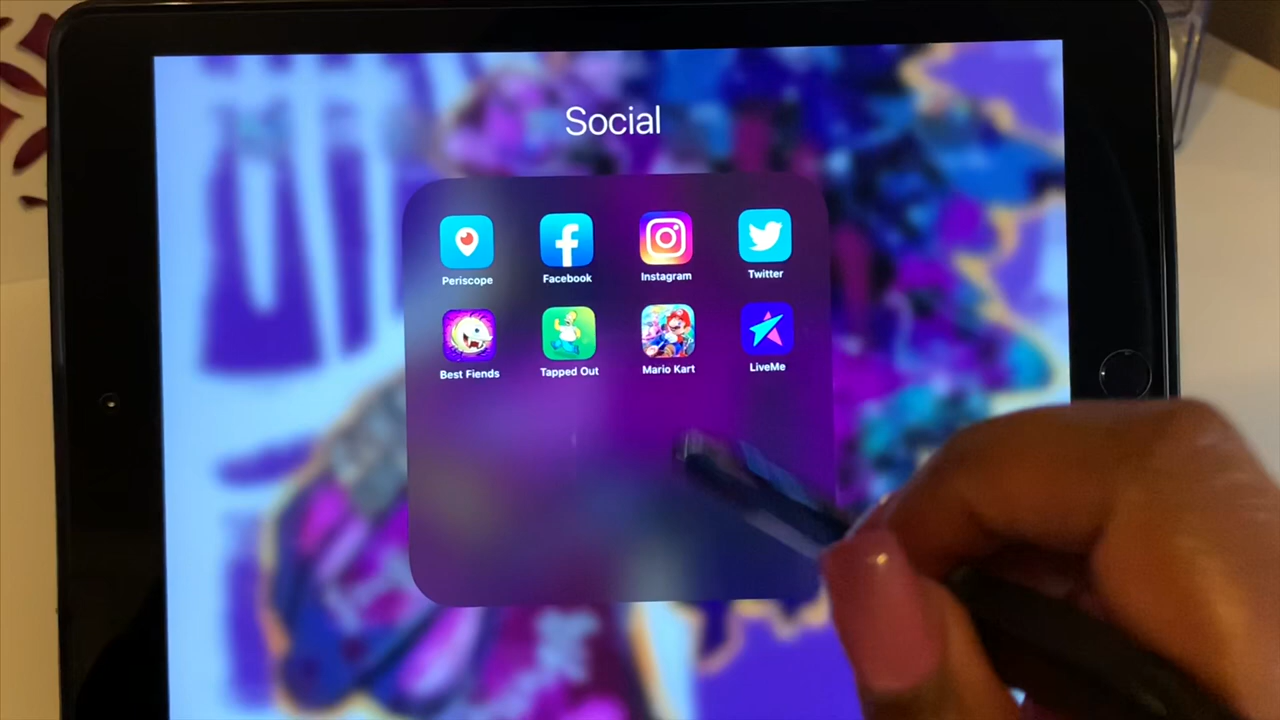 Social
Periscope Facebook Instagram Twitter
Best Fiends Tapped Out Mario Kart LiveMe